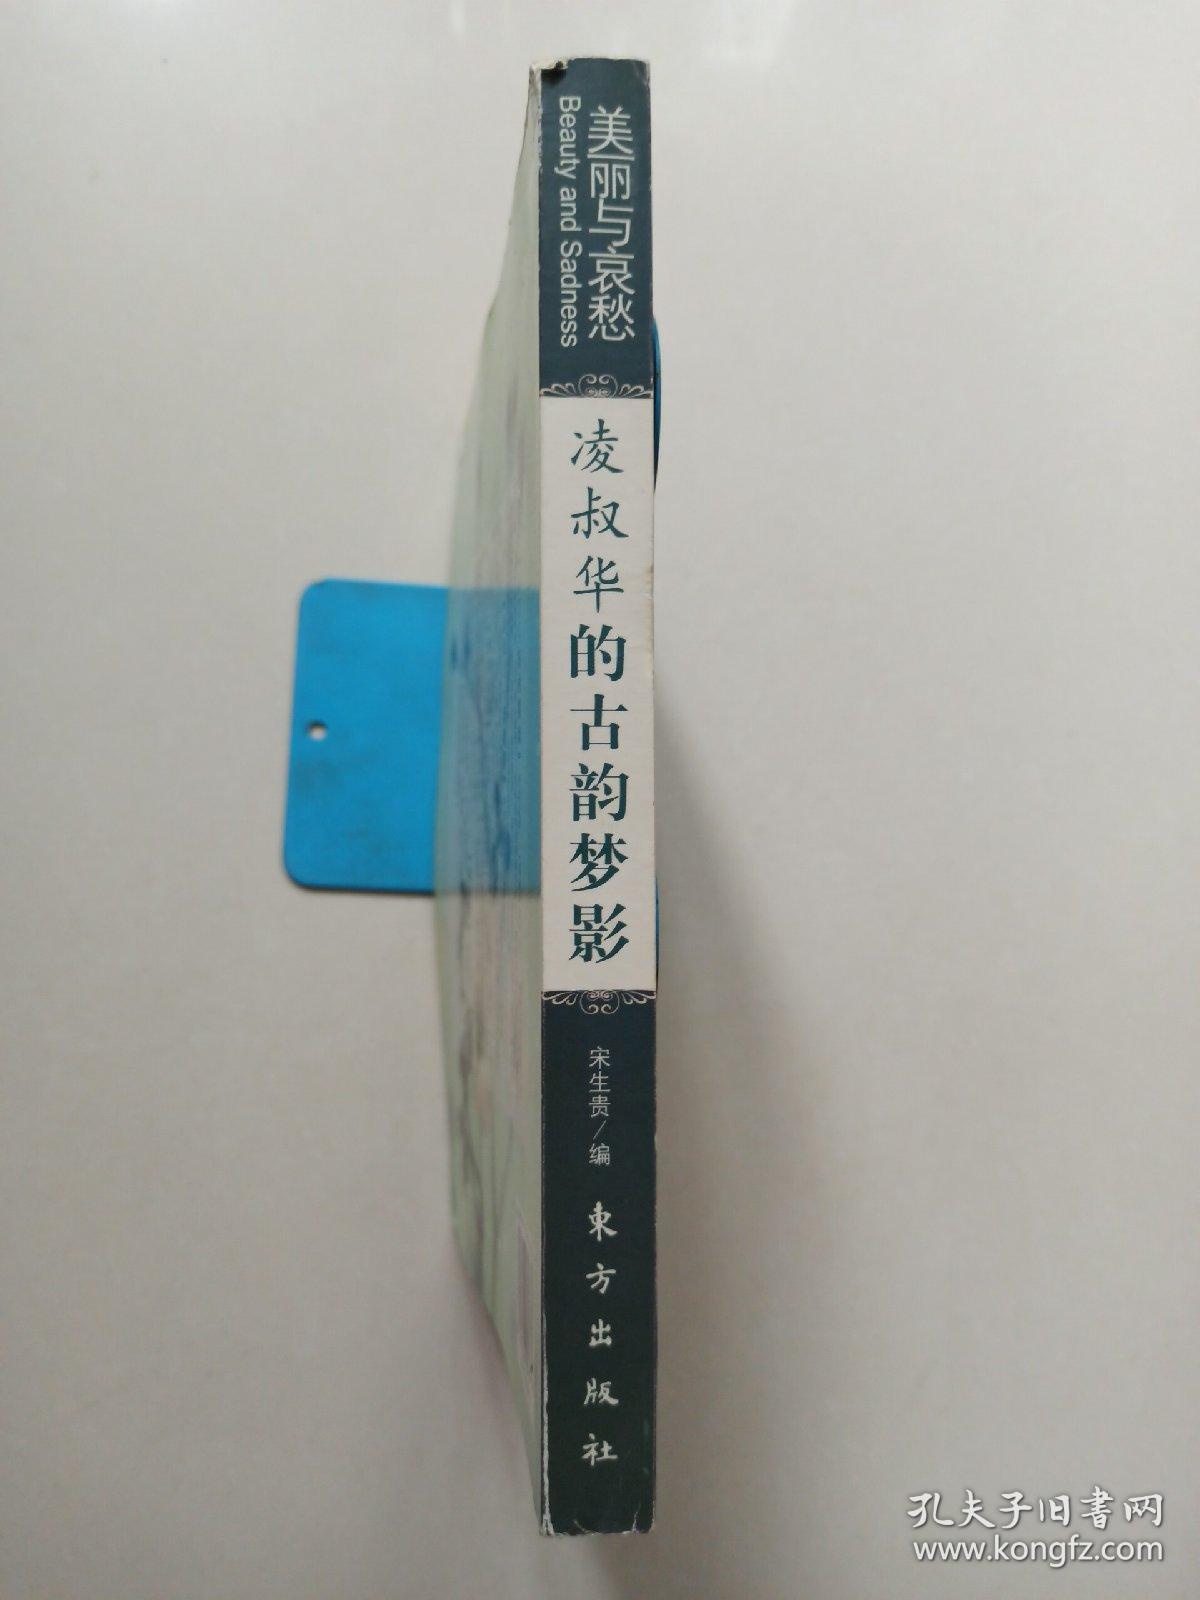 美丽与哀愁
Beauty and Sadness
凌叔华的古韵梦影
宋生贵/编
東方出版社
孔夫子旧書网
www.kongfz.com